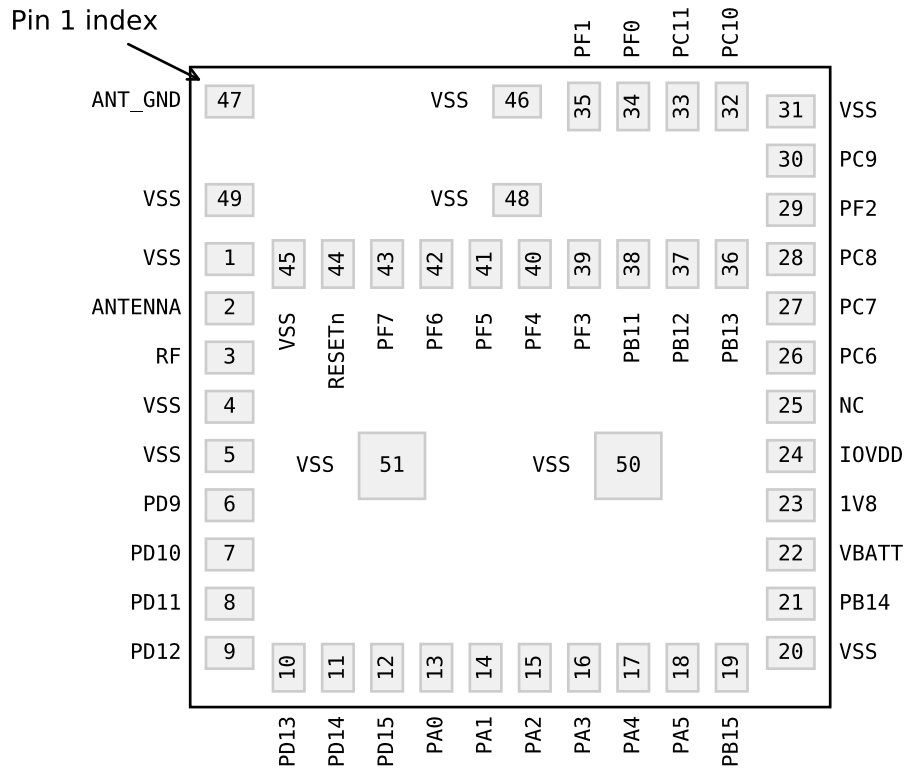 Pin 1 index
PF1 PF0 PC11 PC10
ANT_GND 47 VSS 46 35 34 33 32 31 VSS
30 PC9
VSS 49 VSS 48 29 PF2
VSS 1 45 44 43 42 41 40 39 38 37 36 28 PC8
ANTENNA 2 27 PC7
VSS RESETn PF7 PF6 PF5 PF4 PF3 PB11 PB12 PB13
RF 3 26 PC6
VSS 4 25 NC
VSS 5 VSS 51 VSS 50 24 IOVDD
PD9 6 23 1V8
PD10 7 22 VBATT
PD11 8 21 PB14
PD12 9 20 VSS
10 11 12 13 14 15 16 17 18 19
PD13 PD14 PD15 PA0 PA1 PA2 PA3 PA4 PA5 PB15